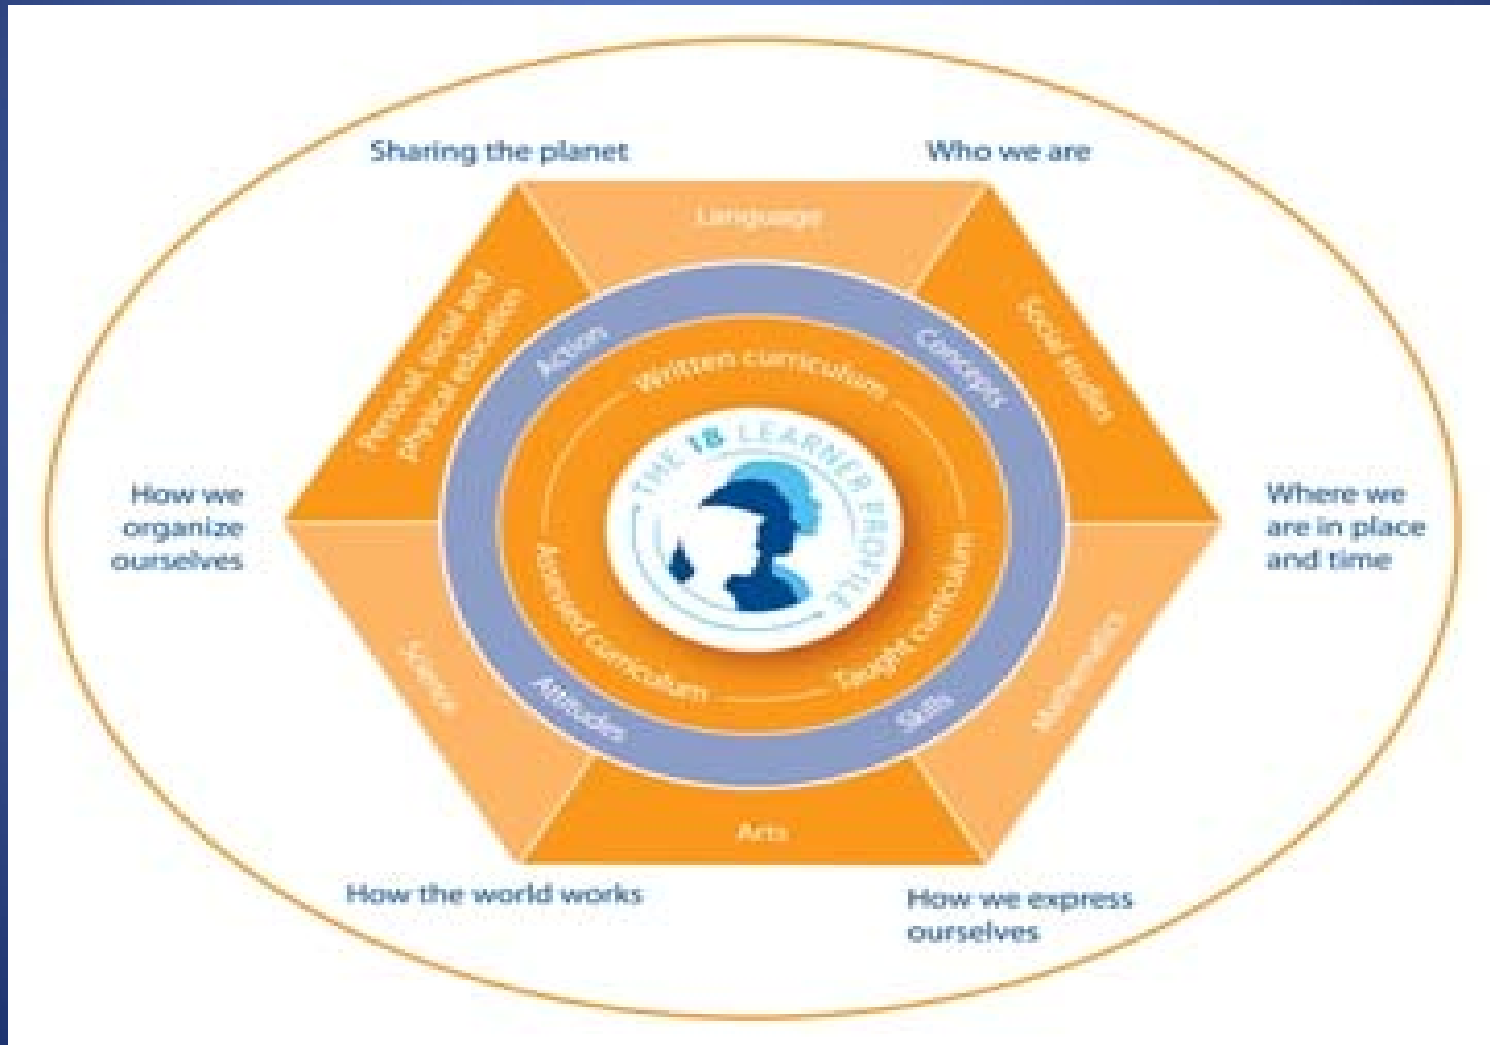 Sharing the planet
Who we are
Language
Personal, social and
physical education
Social studies
Action
Concepts
Written curriculum
THE IB LEARNER PROFILE
How we
organize
ourselves
Where we
are in place
and time
Assessed curriculum
Taught curriculum
Science
Mathematics
Attitudes
Skills
Arts
How the world works
How we express
ourselves